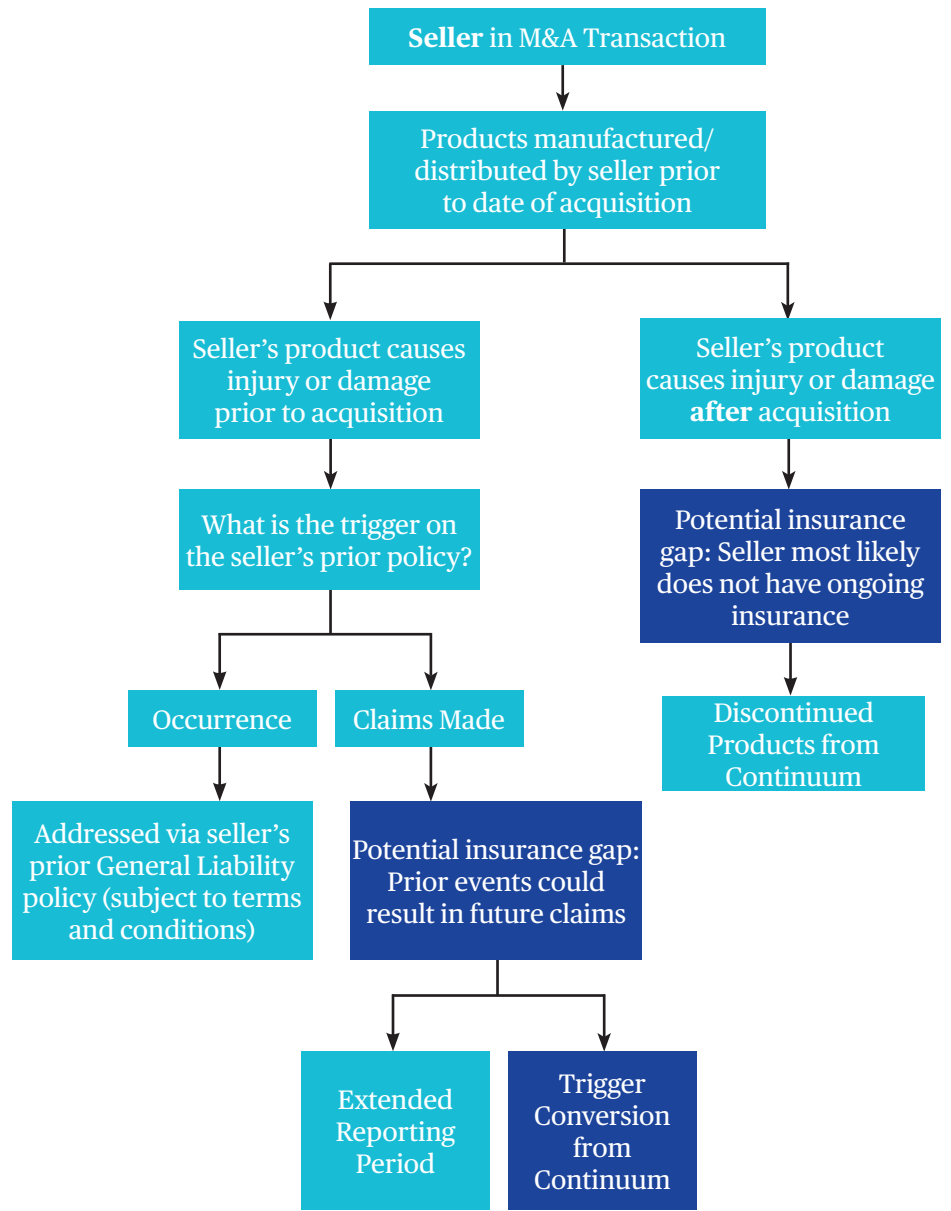 Seller in M&A Transaction
Products manufactured/
distributed by seller prior
to date of acquisition
Seller’s product causes
injury or damage
prior to acquisition
Seller’s product
causes injury or damage
after acquisition
What is the trigger on
the seller’s prior policy?
Potential insurance
gap: Seller most likely
does not have ongoing
insurance
Occurrence
Claims Made
Discontinued
Products from
Continuum
Addressed via seller’s
prior General Liability
policy (subject to terms
and conditions)
Potential insurance gap:
Prior events could
result in future claims
Extended
Reporting
Period
Trigger
Conversion
from
Continuum